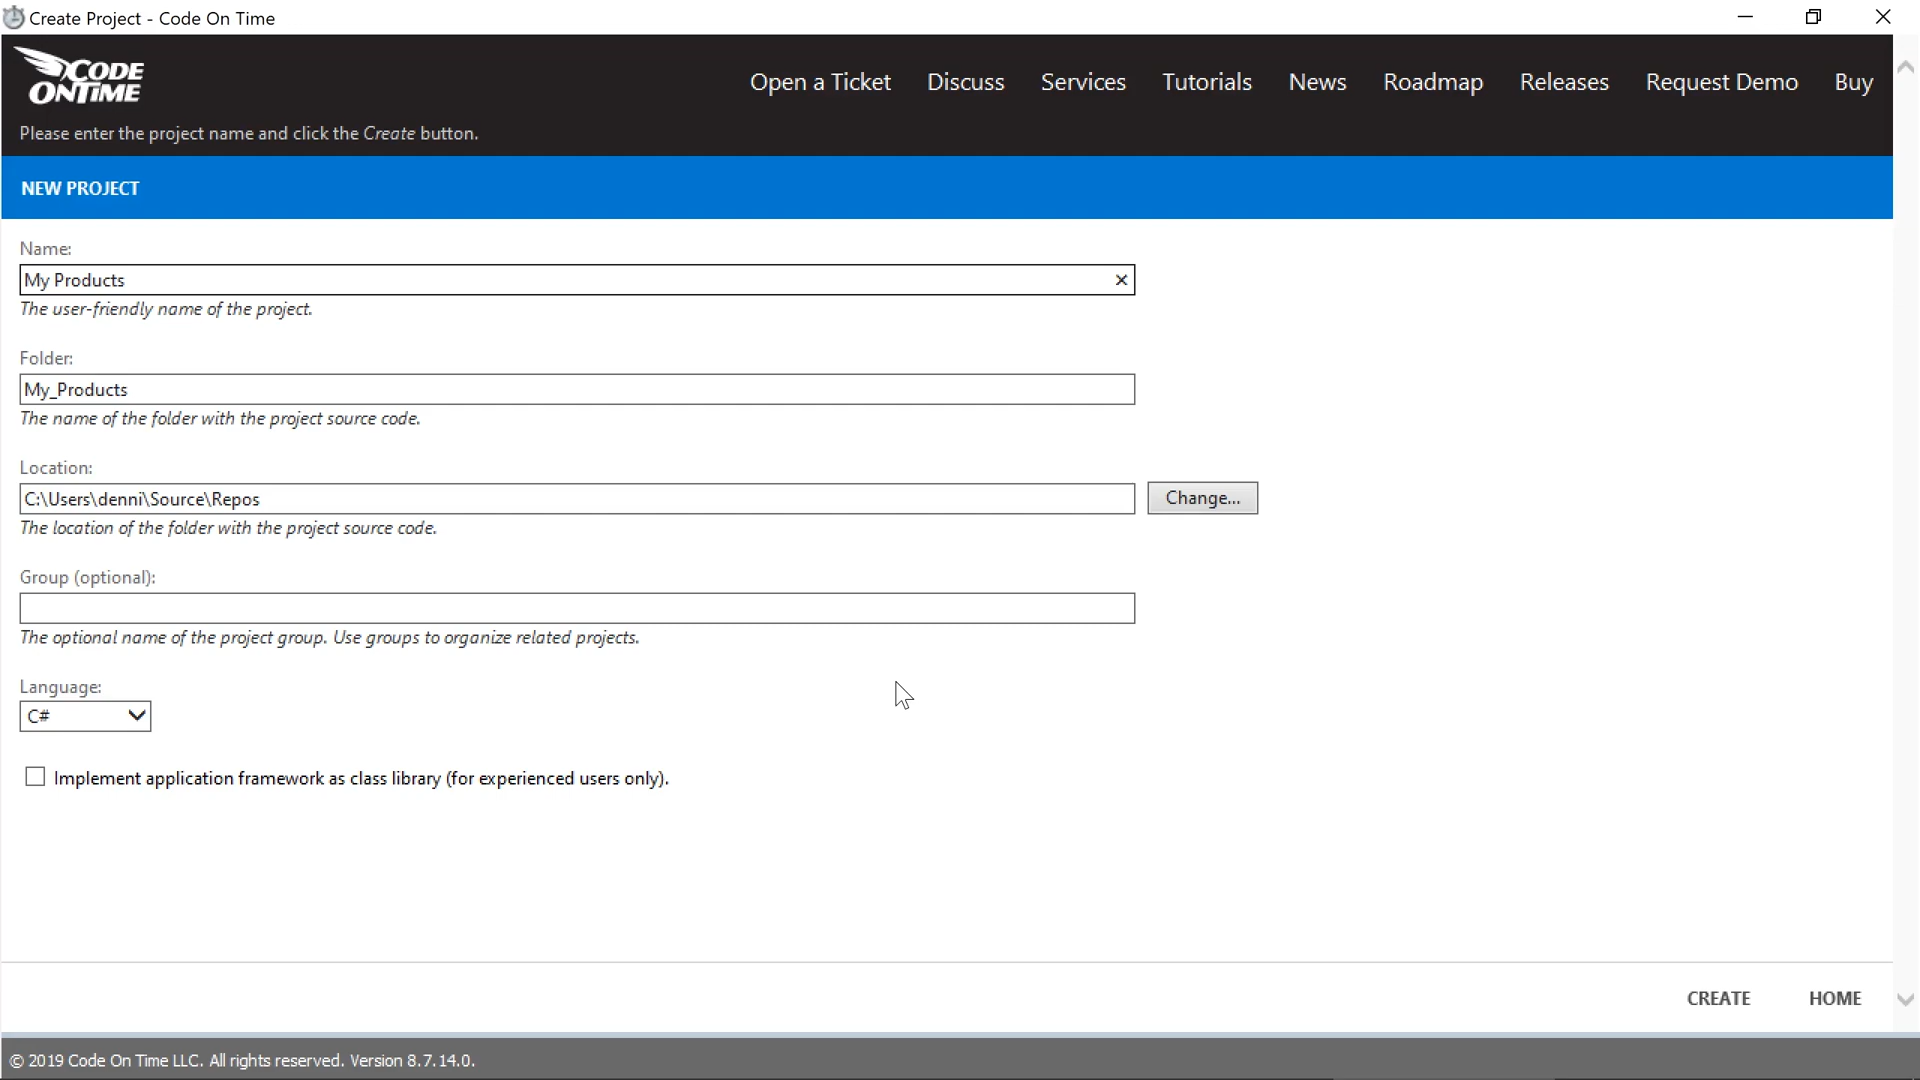 Create Project - Code On Time
CODE
ONTIME
Open a Ticket Discuss Services Tutorials News Roadmap Releases Request Demo Buy
Please enter the project name and click the Create button.
NEW PROJECT
Name:
My Products
The user-friendly name of the project.
Folder:
My_Products
The name of the folder with the project source code.
Location:
C:\Users\denni\Source\Repos
Change...
The location of the folder with the project source code.
Group (optional):
The optional name of the project group. Use groups to organize related projects.
Language:
C#
Implement application framework as class library (for experienced users only).
CREATE HOME
© 2019 Code On Time LLC. All rights reserved. Version 8.7.14.0.